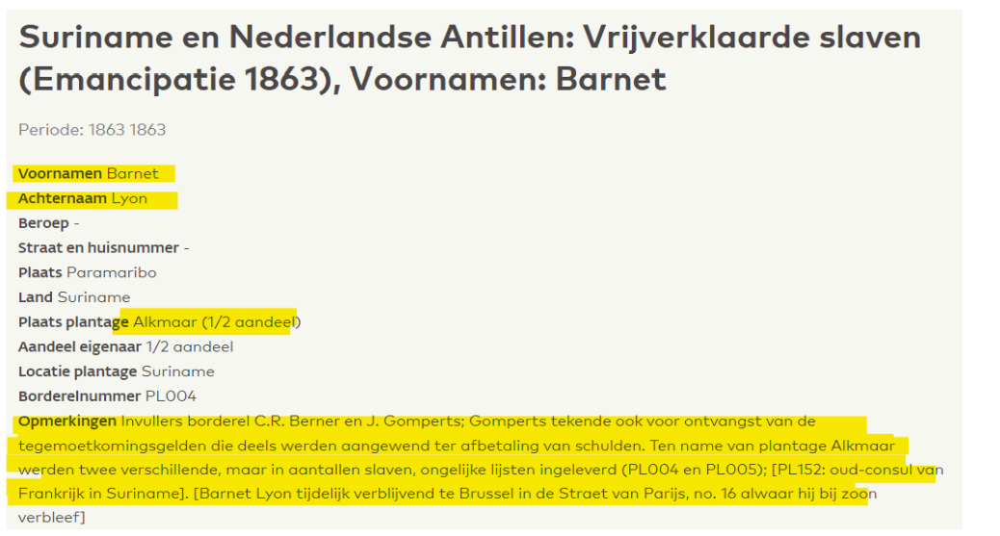 Suriname en Nederlandse Antillen: Vrijverklaarde slaven
(Emancipatie 1863), Voornamen: Barnet
Periode: 1863 1863
Voornamen Barnet
Achternaam Lyon
Beroep -
Straat en huisnummer -
Plaats Paramaribo
Land Suriname
Plaats plantage Alkmaar (1/2 aandeel)
Aandeel eigenaar 1/2 aandeel
Locatie plantage Suriname
Borderelnummer PL004
Opmerkingen Invullers borderel C.R. Berner en J. Gomperts; Gomperts tekende ook voor ontvangst van de
tegemoetkomingsgelden die deels werden aangewend ter afbetaling van schulden. Ten name van plantage Alkmaar
werden twee verschillende, maar in aantallen slaven, ongelijke lijsten ingeleverd (PL004 en PL005); [PL152: oud-consul van
Frankrijk in Suriname]. [Barnet Lyon tijdelijk verblijvend te Brussel in de Straet van Parijs, no. 16 alwaar hij bij zoon
verbleef]